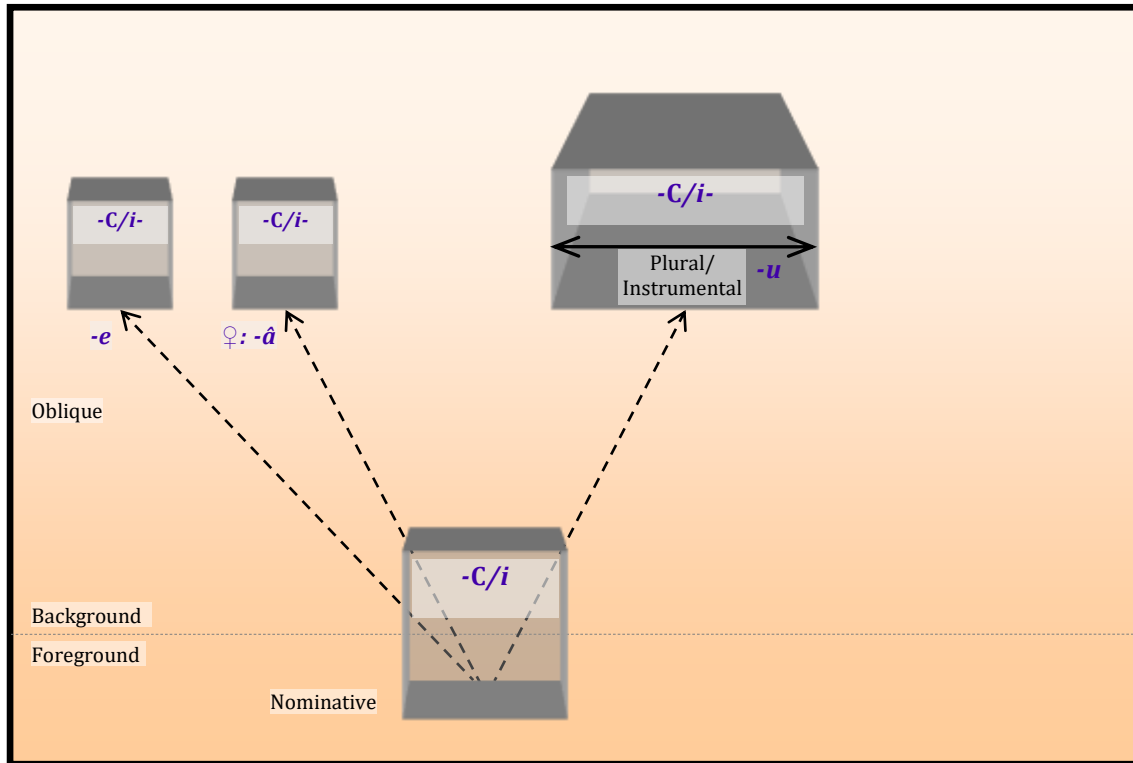 -C/i-
-C/i-
-C/i-
Plural/
Instrumental
-u
-e
♀: -â
Oblique
-C/i
Background
Foreground
Nominative